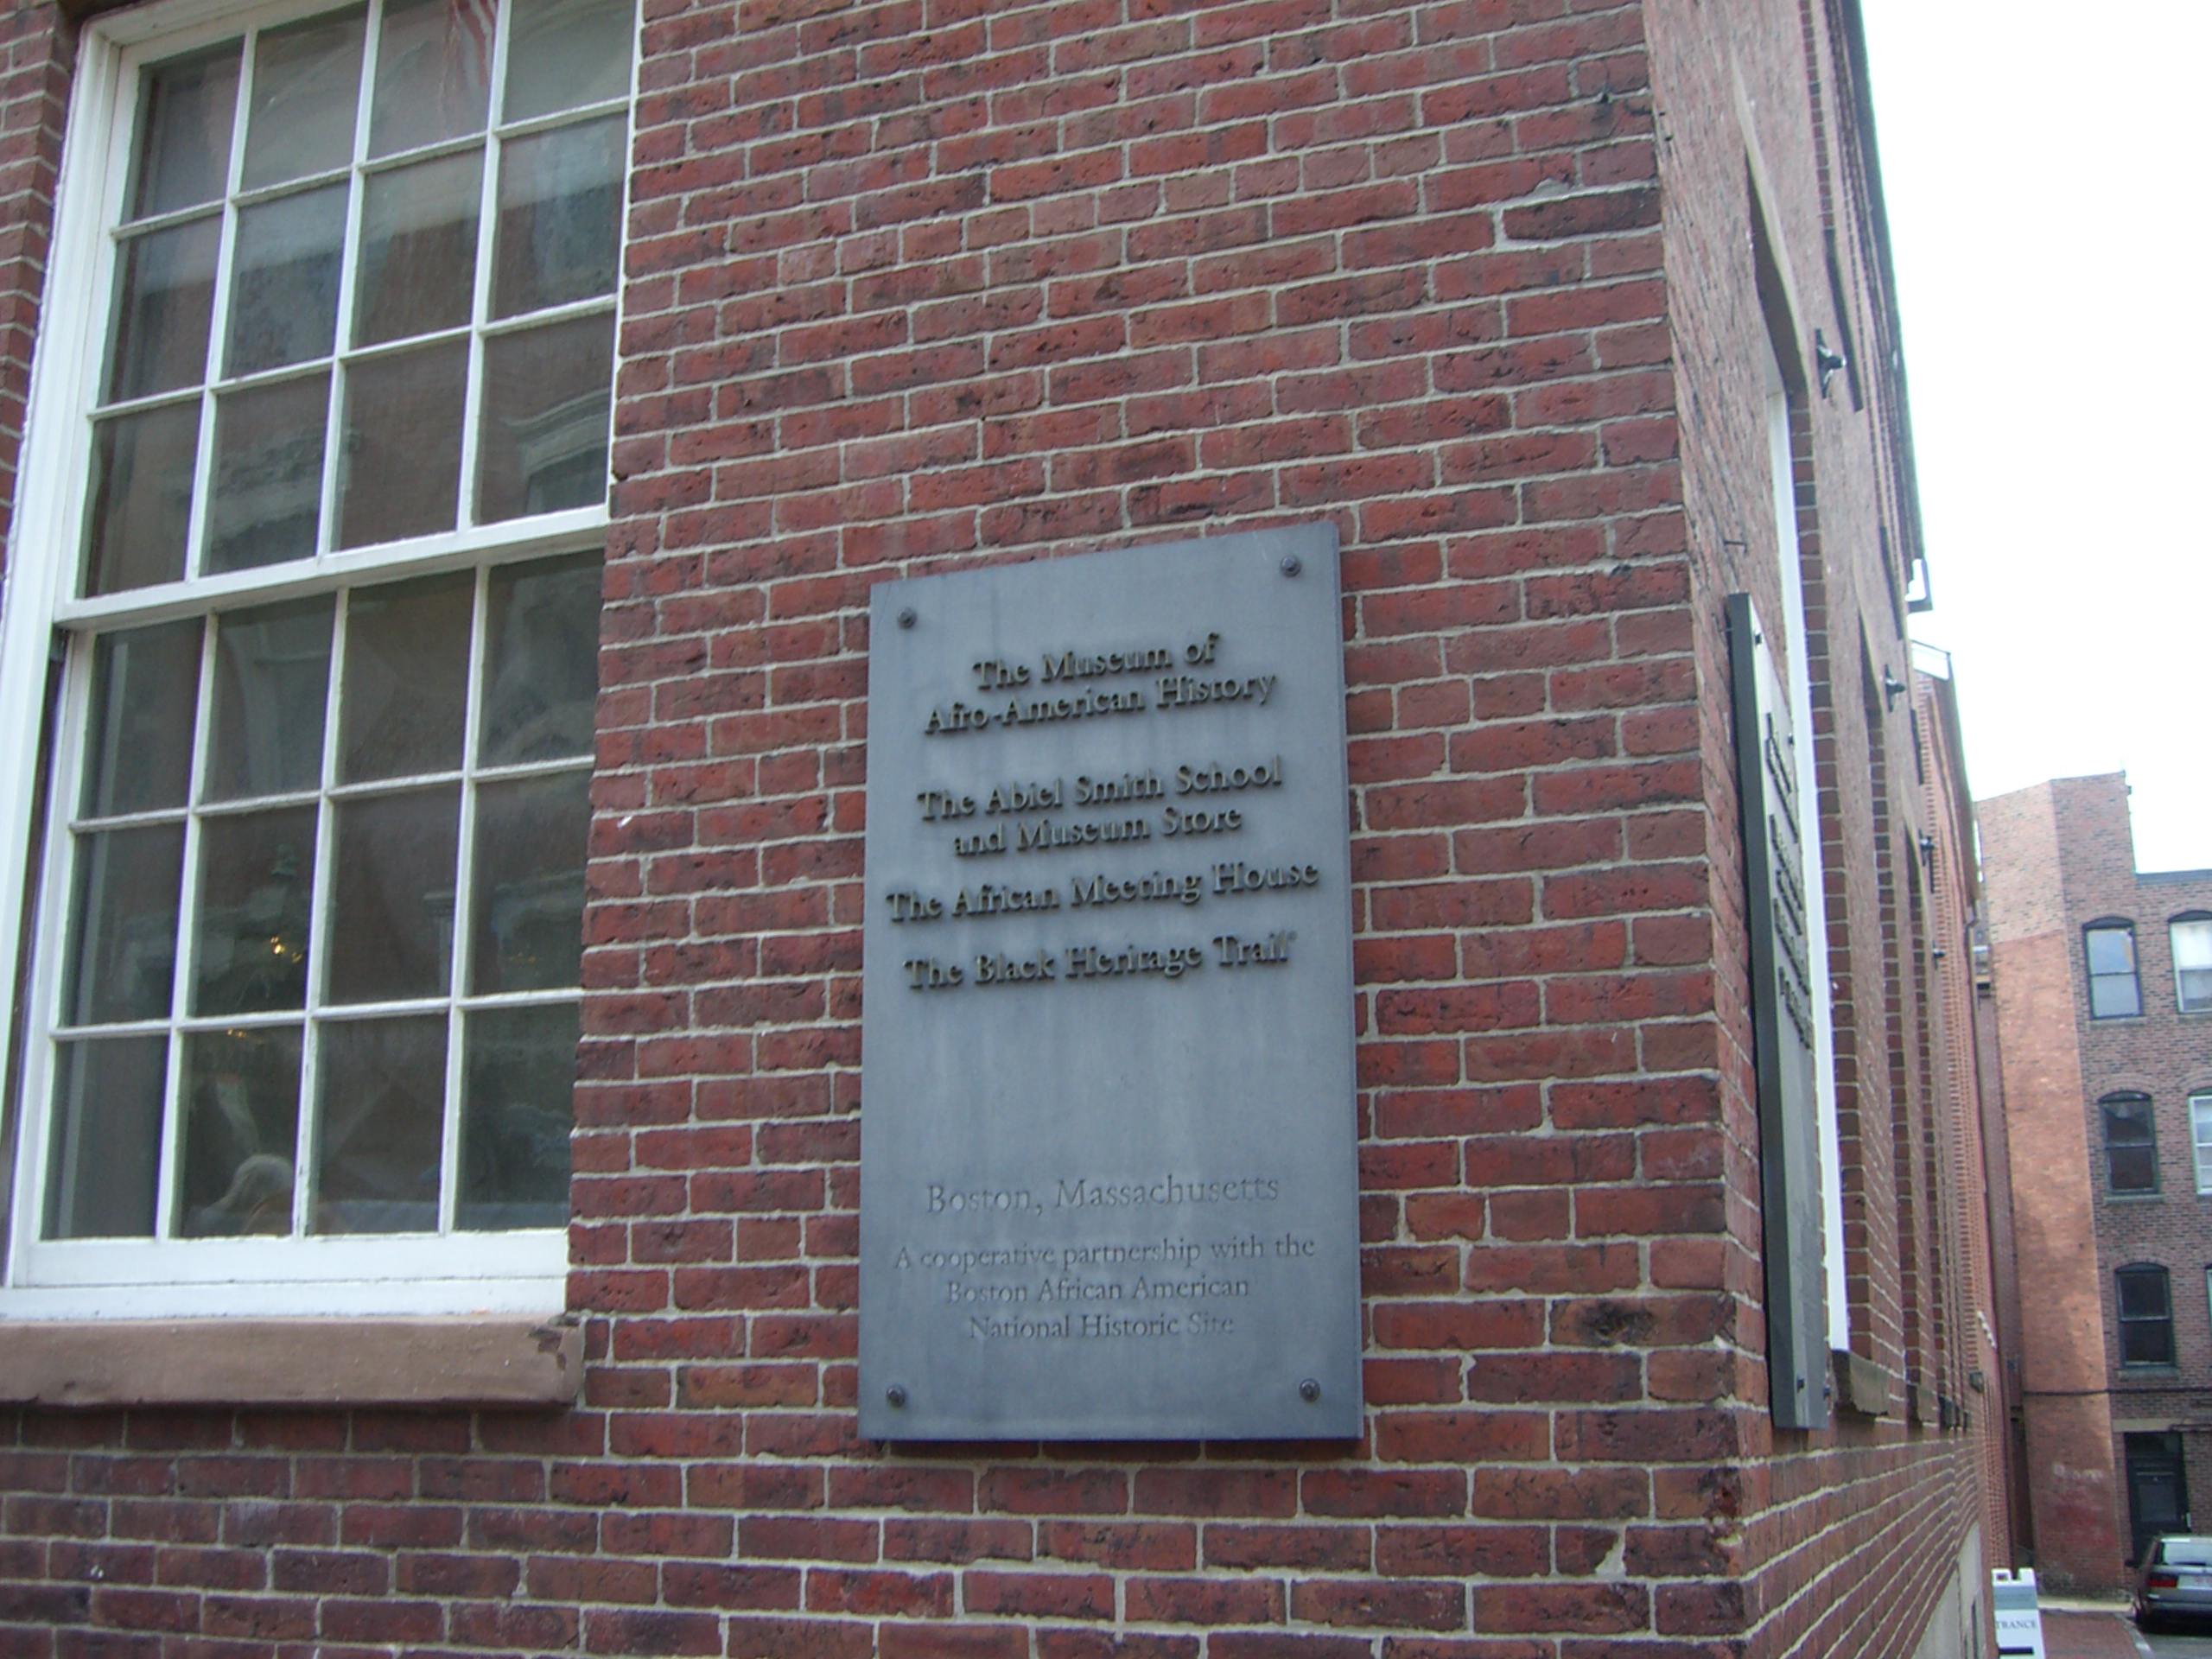 The Museum of
Afro-American History
The Abiel Smith School
and Museum Store
The African Meeting House
The Black Heritage Trail®
Boston, Massachusetts
A cooperative partnership with the
Boston African American
National Historic Site